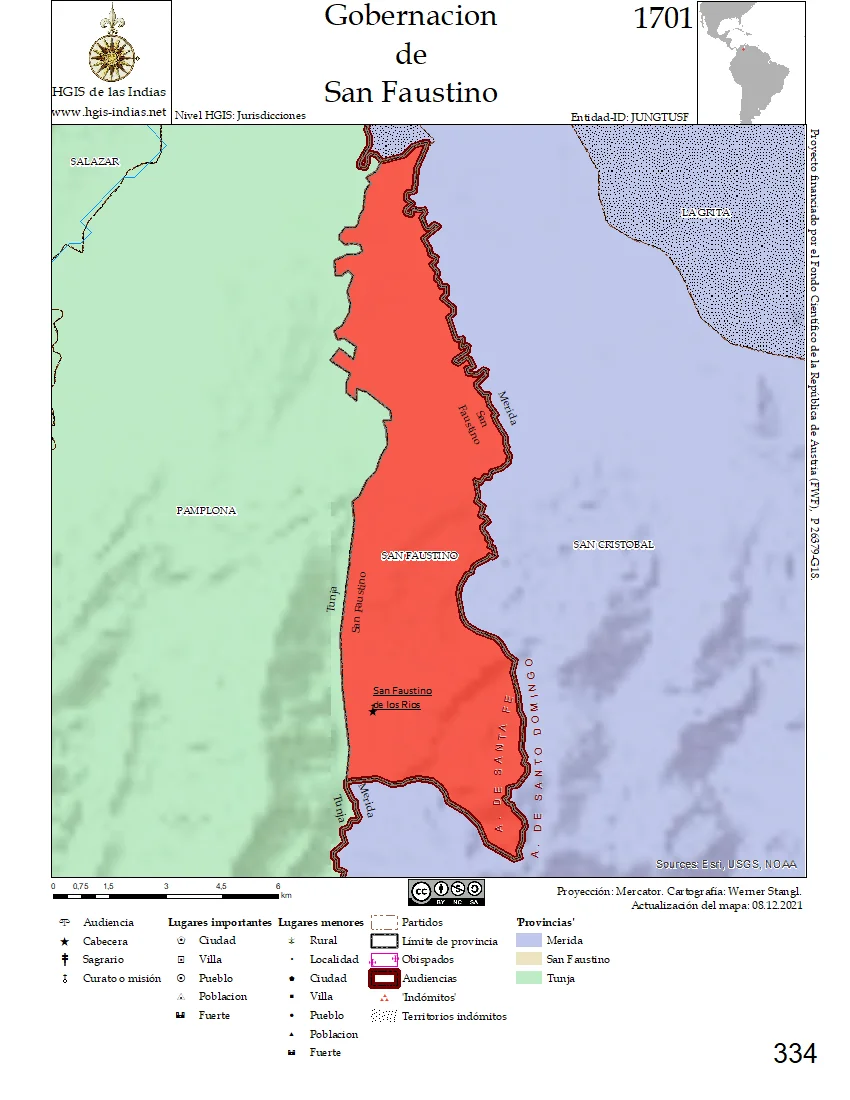 Gobernacion
de
San Faustino
1701
HGIS de las Indias
www.hgis-indias.net
Nivel HGIS: Jurisdicciones
Entidad-ID: JUNGTUSF
SALAZAR
LA GRITA
Merida
San
Faustino
PAMPLONA
SAN FAUSTINO
SAN CRISTOBAL
Tunja
San Faustino
San Faustino
de los Rios
A. DE SANTA FE
A. DE SANTO DOMINGO
Tunja
Merida
Sources: Esri, USGS, NOAA
Proyecto financiado por el Fondo Científico de la República de Austria (FWF), P 26379-G18.
0 0,75 1,5 3 4,5 6
km
CC BY NC SA
Proyección: Mercator. Cartografía: Werner Stangl.
Actualización del mapa: 08.12.2021
Audiencia
Cabecera
Sagrario
Curato o misión
Lugares importantes
Ciudad
Villa
Pueblo
Poblacion
Fuerte
Lugares menores
Rural
Localidad
Ciudad
Villa
Pueblo
Poblacion
Fuerte
Partidos
Límite de provincia
Obispados
Audiencias
'Indómitos'
Territorios indómitos
'Provincias'
Merida
San Faustino
Tunja
334